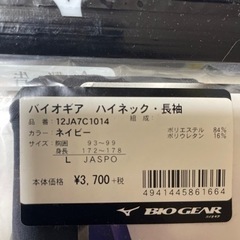 バイオギア ハイネック・長袖
品番 12JA7C1014
組成
カラー ネイビー
ポリエステル 84%
ポリウレタン 16%
サイズ 胸囲 93~99
身長 172~178
L JASPO
本体価格 ¥3,700 +税
4941445861664
MIZUNO BIO GEAR